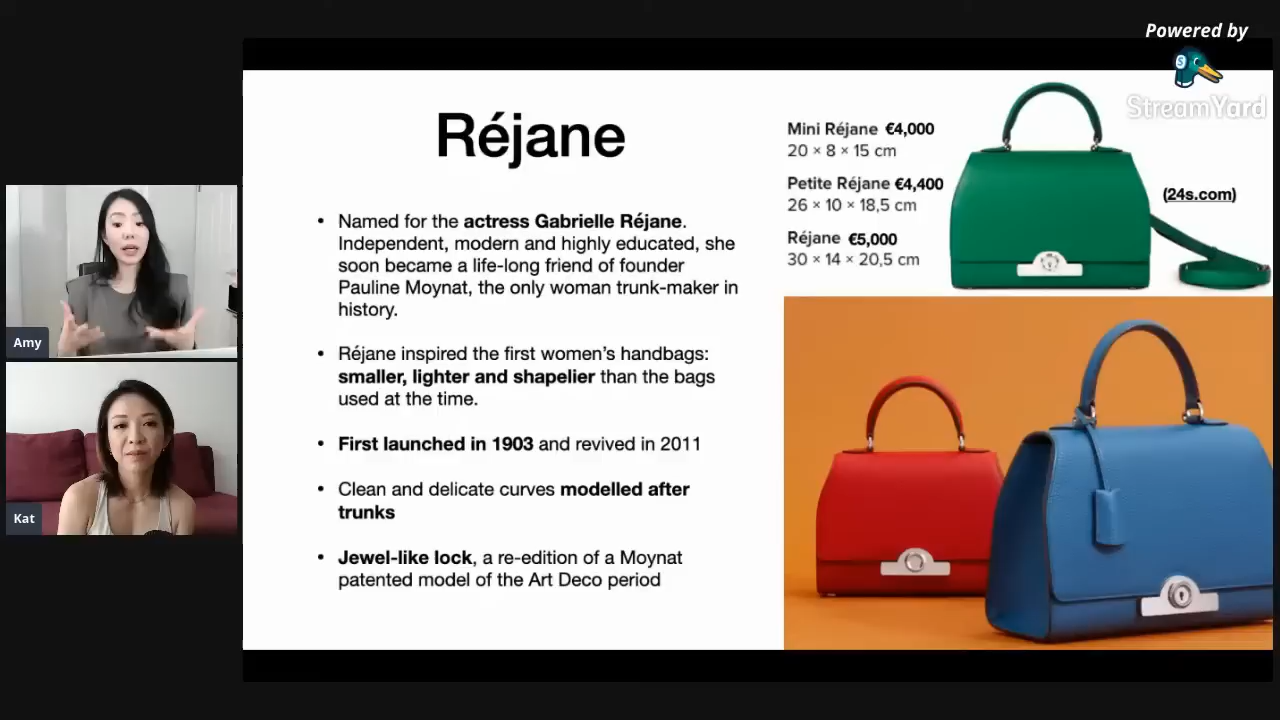 Powered by
StreamYard
Réjane
Named for the actress Gabrielle Réjane.
Independent, modern and highly educated, she
soon became a life-long friend of founder
Pauline Moynat, the only woman trunk-maker in
history.
Réjane inspired the first women's handbags:
smaller, lighter and shapelier than the bags
used at the time.
First launched in 1903 and revived in 2011
Clean and delicate curves modelled after
trunks
Jewel-like lock, a re-edition of a Moynat
patented model of the Art Deco period
Mini Réjane €4,000
20 × 8 × 15 cm
Petite Réjane €4,400
26 × 10 × 18,5 cm
Réjane €5,000
30 × 14 × 20,5 cm
(24s.com)
Amy
Kat